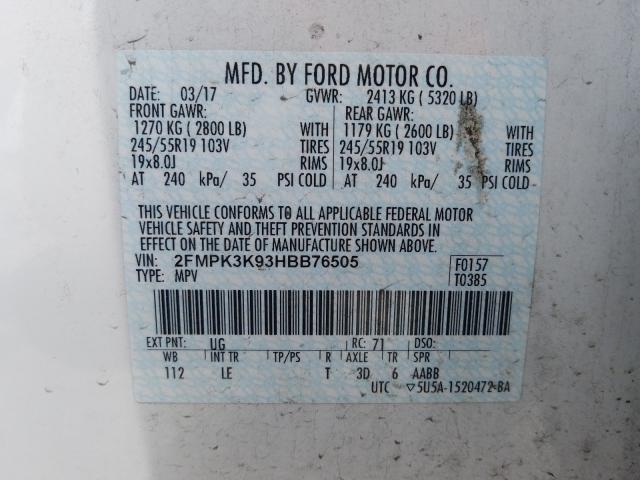 MFD. BY FORD MOTOR CO.
DATE: 03/17 GVWR: 2413 KG ( 5320 LB)
FRONT GAWR: REAR GAWR:
1270 KG ( 2800 LB) WITH 1179 KG ( 2600 LB) WITH
245/55R19 103V TIRES 245/55R19 103V TIRES
19x8.0J RIMS 19x8.0J RIMS
AT 240 kPa/ 35 PSI COLD AT 240 kPa/ 35 PSI COLD
THIS VEHICLE CONFORMS TO ALL APPLICABLE FEDERAL MOTOR
VEHICLE SAFETY AND THEFT PREVENTION STANDARDS IN
EFFECT ON THE DATE OF MANUFACTURE SHOWN ABOVE.
VIN: 2FMPK3K93HBB76505 F0157
TYPE: MPV T0385
EXT PNT: UG RC: 71 DSO:
WB INT TR TP/PS R AXLE TR SPR
112 LE T 3D 6 AABB
UTC ▽5U5A-1520472-BA